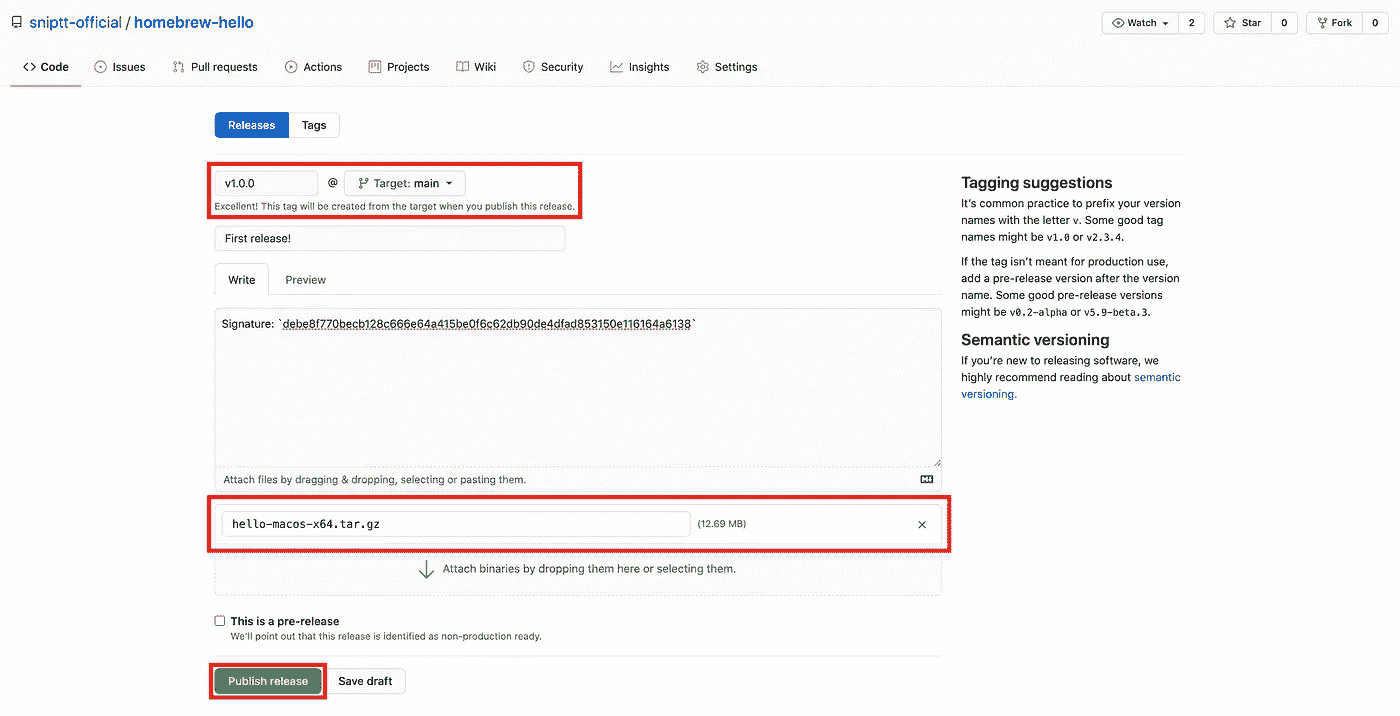 sniptt-official / homebrew-hello
Watch 2 Star 0 Fork 0
Code Issues Pull requests Actions Projects Wiki Security Insights Settings
Releases Tags
v1.0.0 @ Target: main
Excellent! This tag will be created from the target when you publish this release.
First release!
Write Preview
Signature: `debe8f770becb128c666e64a415be0f6c62db90de4dfad853150e116164a6138`
Attach files by dragging & dropping, selecting or pasting them.
hello-macos-x64.tar.gz (12.69 MB)
Attach binaries by dropping them here or selecting them.
This is a pre-release
We'll point out that this release is identified as non-production ready.
Publish release Save draft
Tagging suggestions
It's common practice to prefix your version
names with the letter v. Some good tag
names might be v1.0 or v2.3.4.
If the tag isn't meant for production use,
add a pre-release version after the version
name. Some good pre-release versions
might be v0.2-alpha or v5.9-beta.3.
Semantic versioning
If you're new to releasing software, we
highly recommend reading about semantic
versioning.